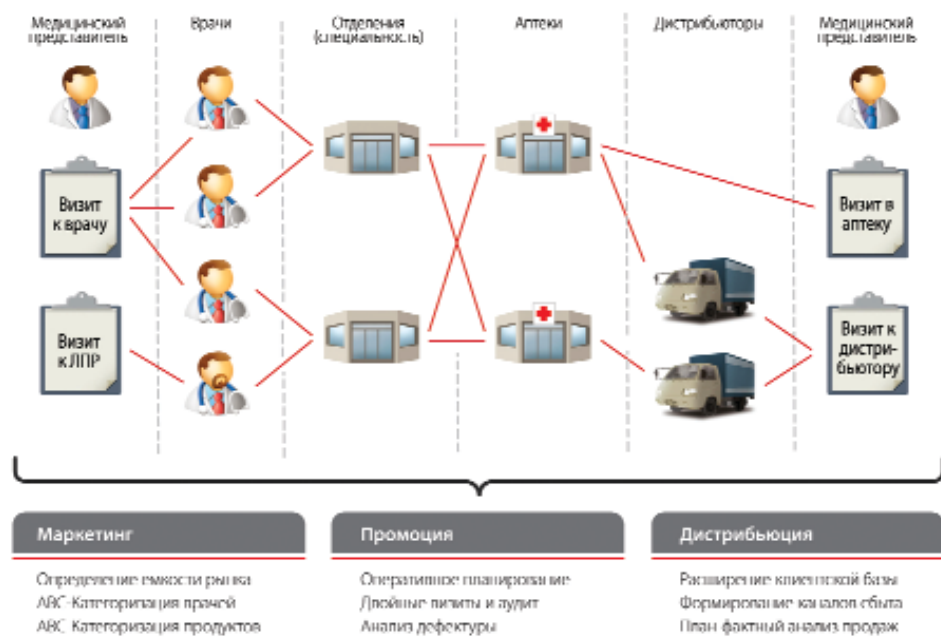 Медицинский
представитель
Врачи
Отделения
(специальность)
Аптеки
Дистрибьюторы
Медицинский
представитель
Визит
к врачу
Визит в
аптеку
Визит
к ЛПР
Визит к
дистри-
бьютору
Маркетинг
Определение емкости рынка
АВС-Категоризация врачей
АВС Категоризация продуктов
Промоция
Оперативное планирование
Двойные визиты и аудит
Анализ дефектуры
Дистрибьюция
Расширение клиентской базы
Формирование каналов сбыта
План фактный анализ продаж